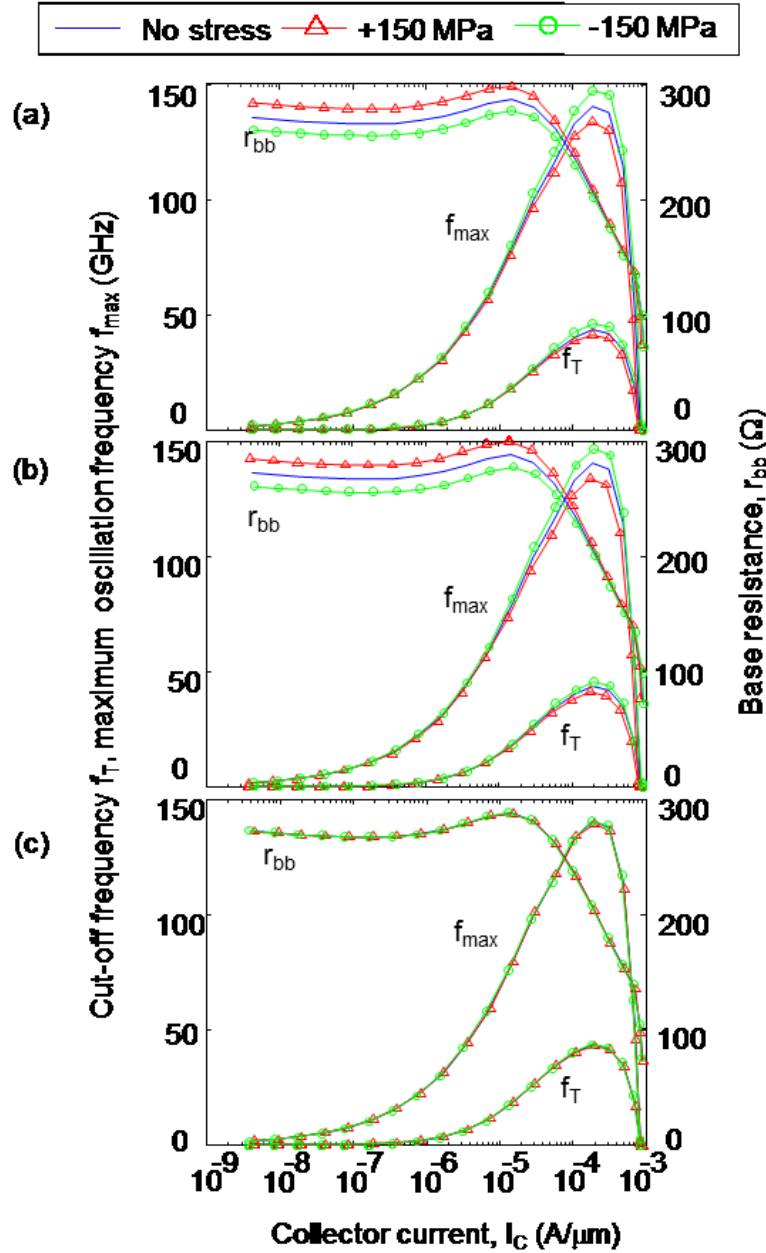 No stress +150 MPa -150 MPa
(a)
150
100
50
0
300
200
100
0
r_bb
f_max
f_T
(b)
150
100
50
0
300
200
100
0
r_bb
f_max
f_T
(c)
150
100
50
0
300
200
100
0
r_bb
f_max
f_T
10^-9 10^-8 10^-7 10^-6 10^-5 10^-4 10^-3
Collector current, I_C (A/μm)
Cut-off frequency f_T, maximum oscillation frequency f_max (GHz)
Base resistance, r_bb (Ω)